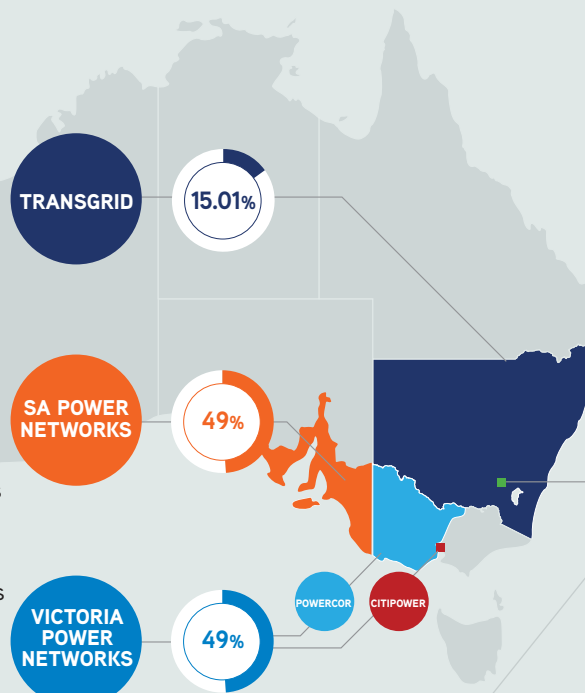 TRANSGRID
15.01%
SA POWER
NETWORKS
49%
s
VICTORIA
POWER
NETWORKS
49%
POWERCOR
CITIPOWER